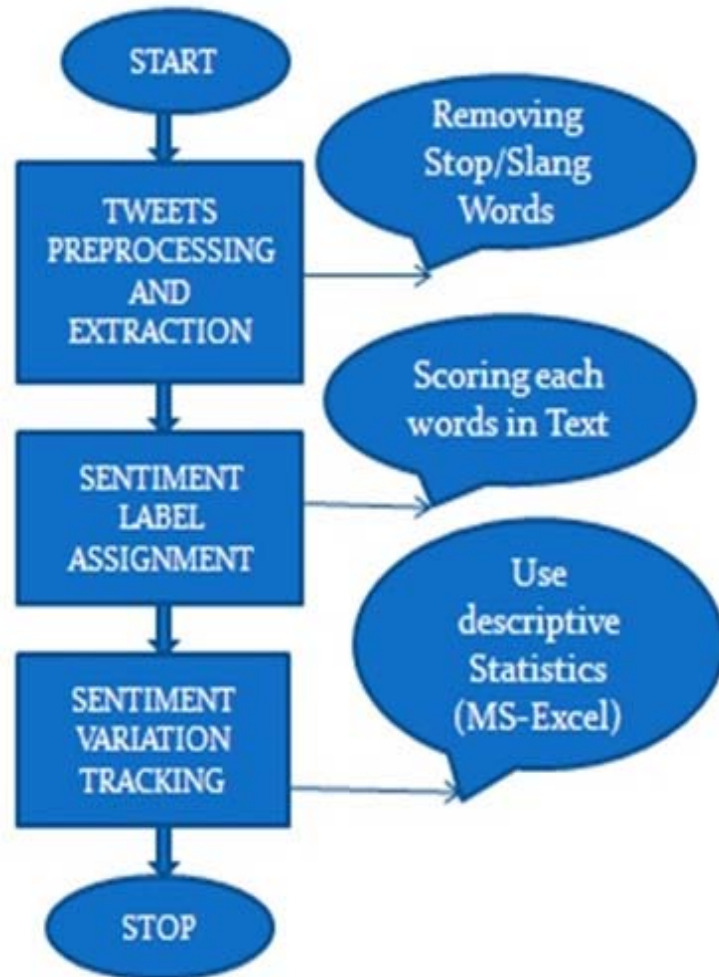 START
Removing
Stop/Slang
Words
TWEETS
PREPROCESSING
AND
EXTRACTION
Scoring each
words in Text
SENTIMENT
LABEL
ASSIGNMENT
Use
descriptive
Statistics
(MS-Excel)
SENTIMENT
VARIATION
TRACKING
STOP